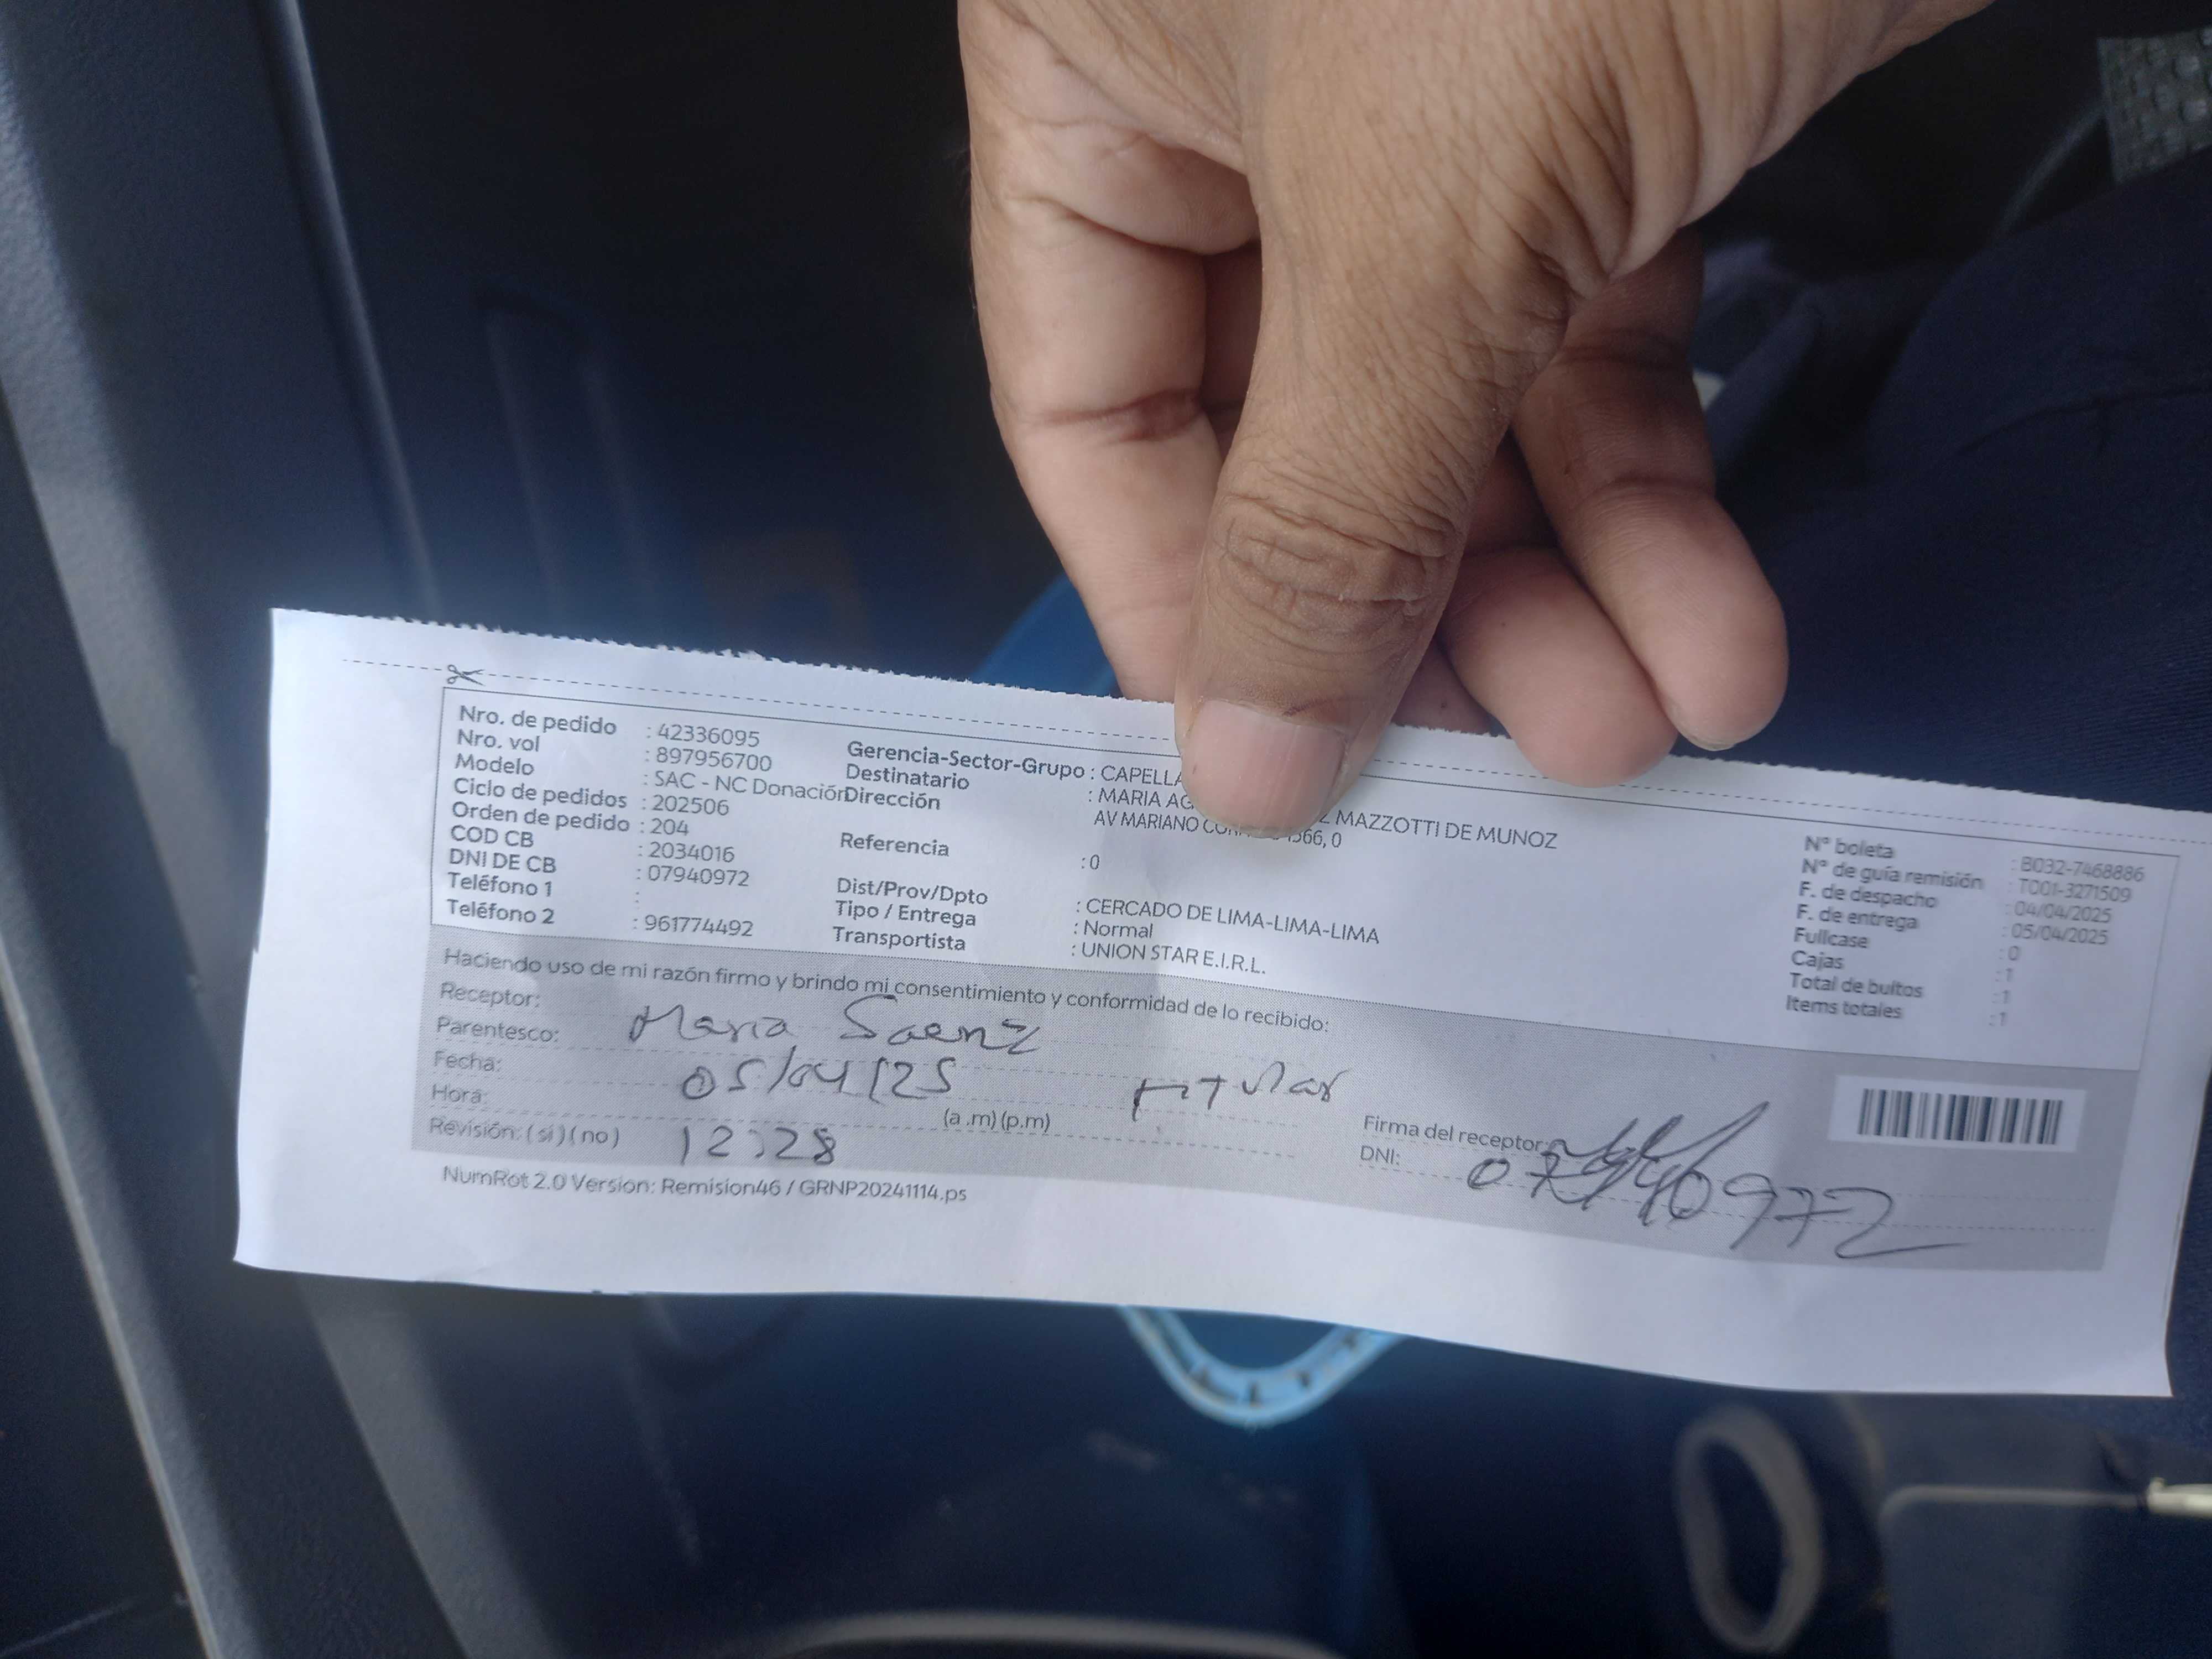 Nro. de pedido : 42336095
Nro. vol : 897956700
Modelo : SAC - NC Donación
Ciclo de pedidos : 202506
Orden de pedido : 204
COD CB : 2034016
DNI DE CB : 07940972
Teléfono 1 :
Teléfono 2 : 961774492
Gerencia-Sector-Grupo : CAPELLA
Destinatario : MARIA MAZZOTTI DE MUNOZ
Dirección AV MARIANO 1366, 0
Referencia : 0
Dist/Prov/Dpto : CERCADO DE LIMA-LIMA-LIMA
Tipo / Entrega : Normal
Transportista : UNION STAR E.I.R.L.
N° boleta : B032-7468886
N° de guía remisión : T001-3271509
F. de despacho : 04/04/2025
F. de entrega : 05/04/2025
Fullcase : 0
Cajas : 1
Total de bultos : 1
Items totales : 1
Haciendo uso de mi razón firmo y brindo mi consentimiento y conformidad de lo recibido:
Receptor: Maria Saenz
Parentesco: titular
Fecha: 05/04/25
Hora: 12:28 (a .m) (p.m)
Revisión: ( si ) ( no )
Firma del receptor:
DNI: 07940972
NumRot 2.0 Version: Remision46 / GRNP20241114.ps